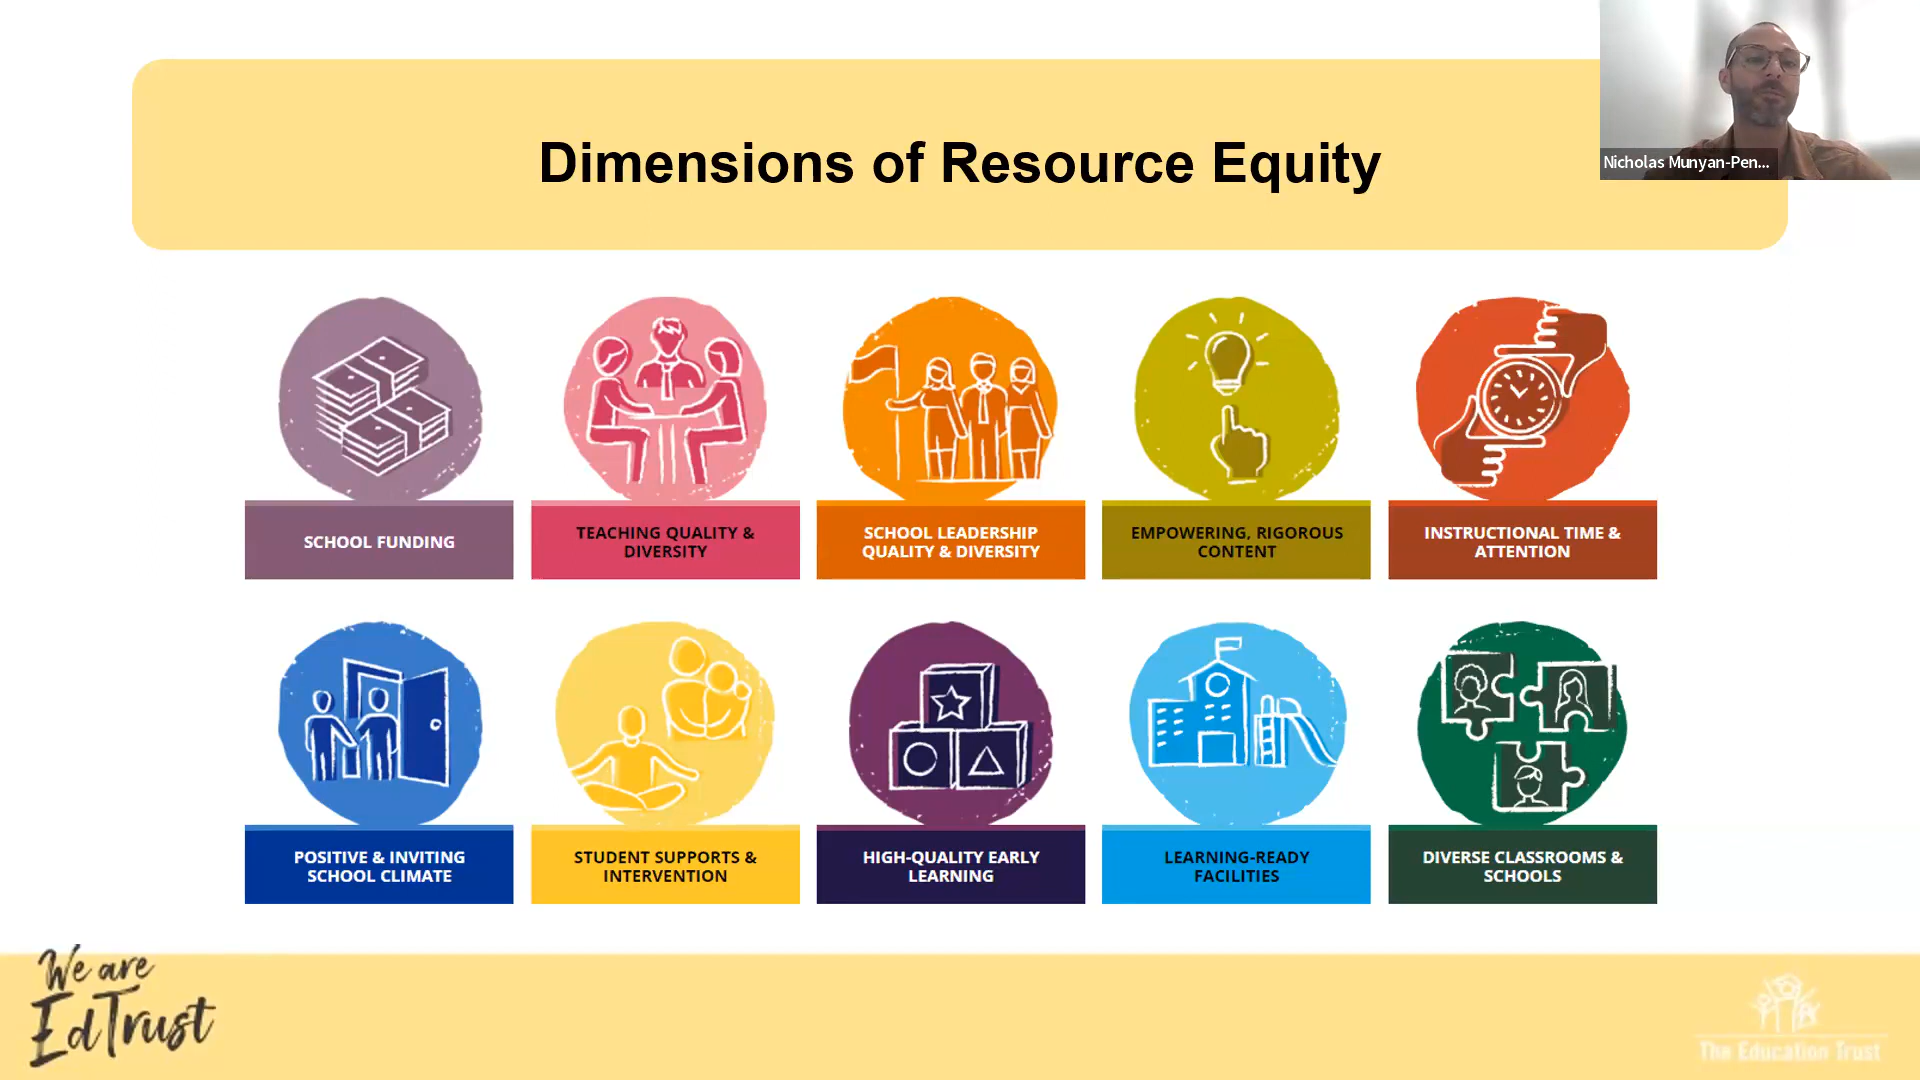 Dimensions of Resource Equity
Nicholas Munyan-Pen...
SCHOOL FUNDING
TEACHING QUALITY &
DIVERSITY
SCHOOL LEADERSHIP
QUALITY & DIVERSITY
EMPOWERING, RIGOROUS
CONTENT
INSTRUCTIONAL TIME &
ATTENTION
POSITIVE & INVITING
SCHOOL CLIMATE
STUDENT SUPPORTS &
INTERVENTION
HIGH-QUALITY EARLY
LEARNING
LEARNING-READY
FACILITIES
DIVERSE CLASSROOMS &
SCHOOLS
We are
EdTrust
The Education Trust